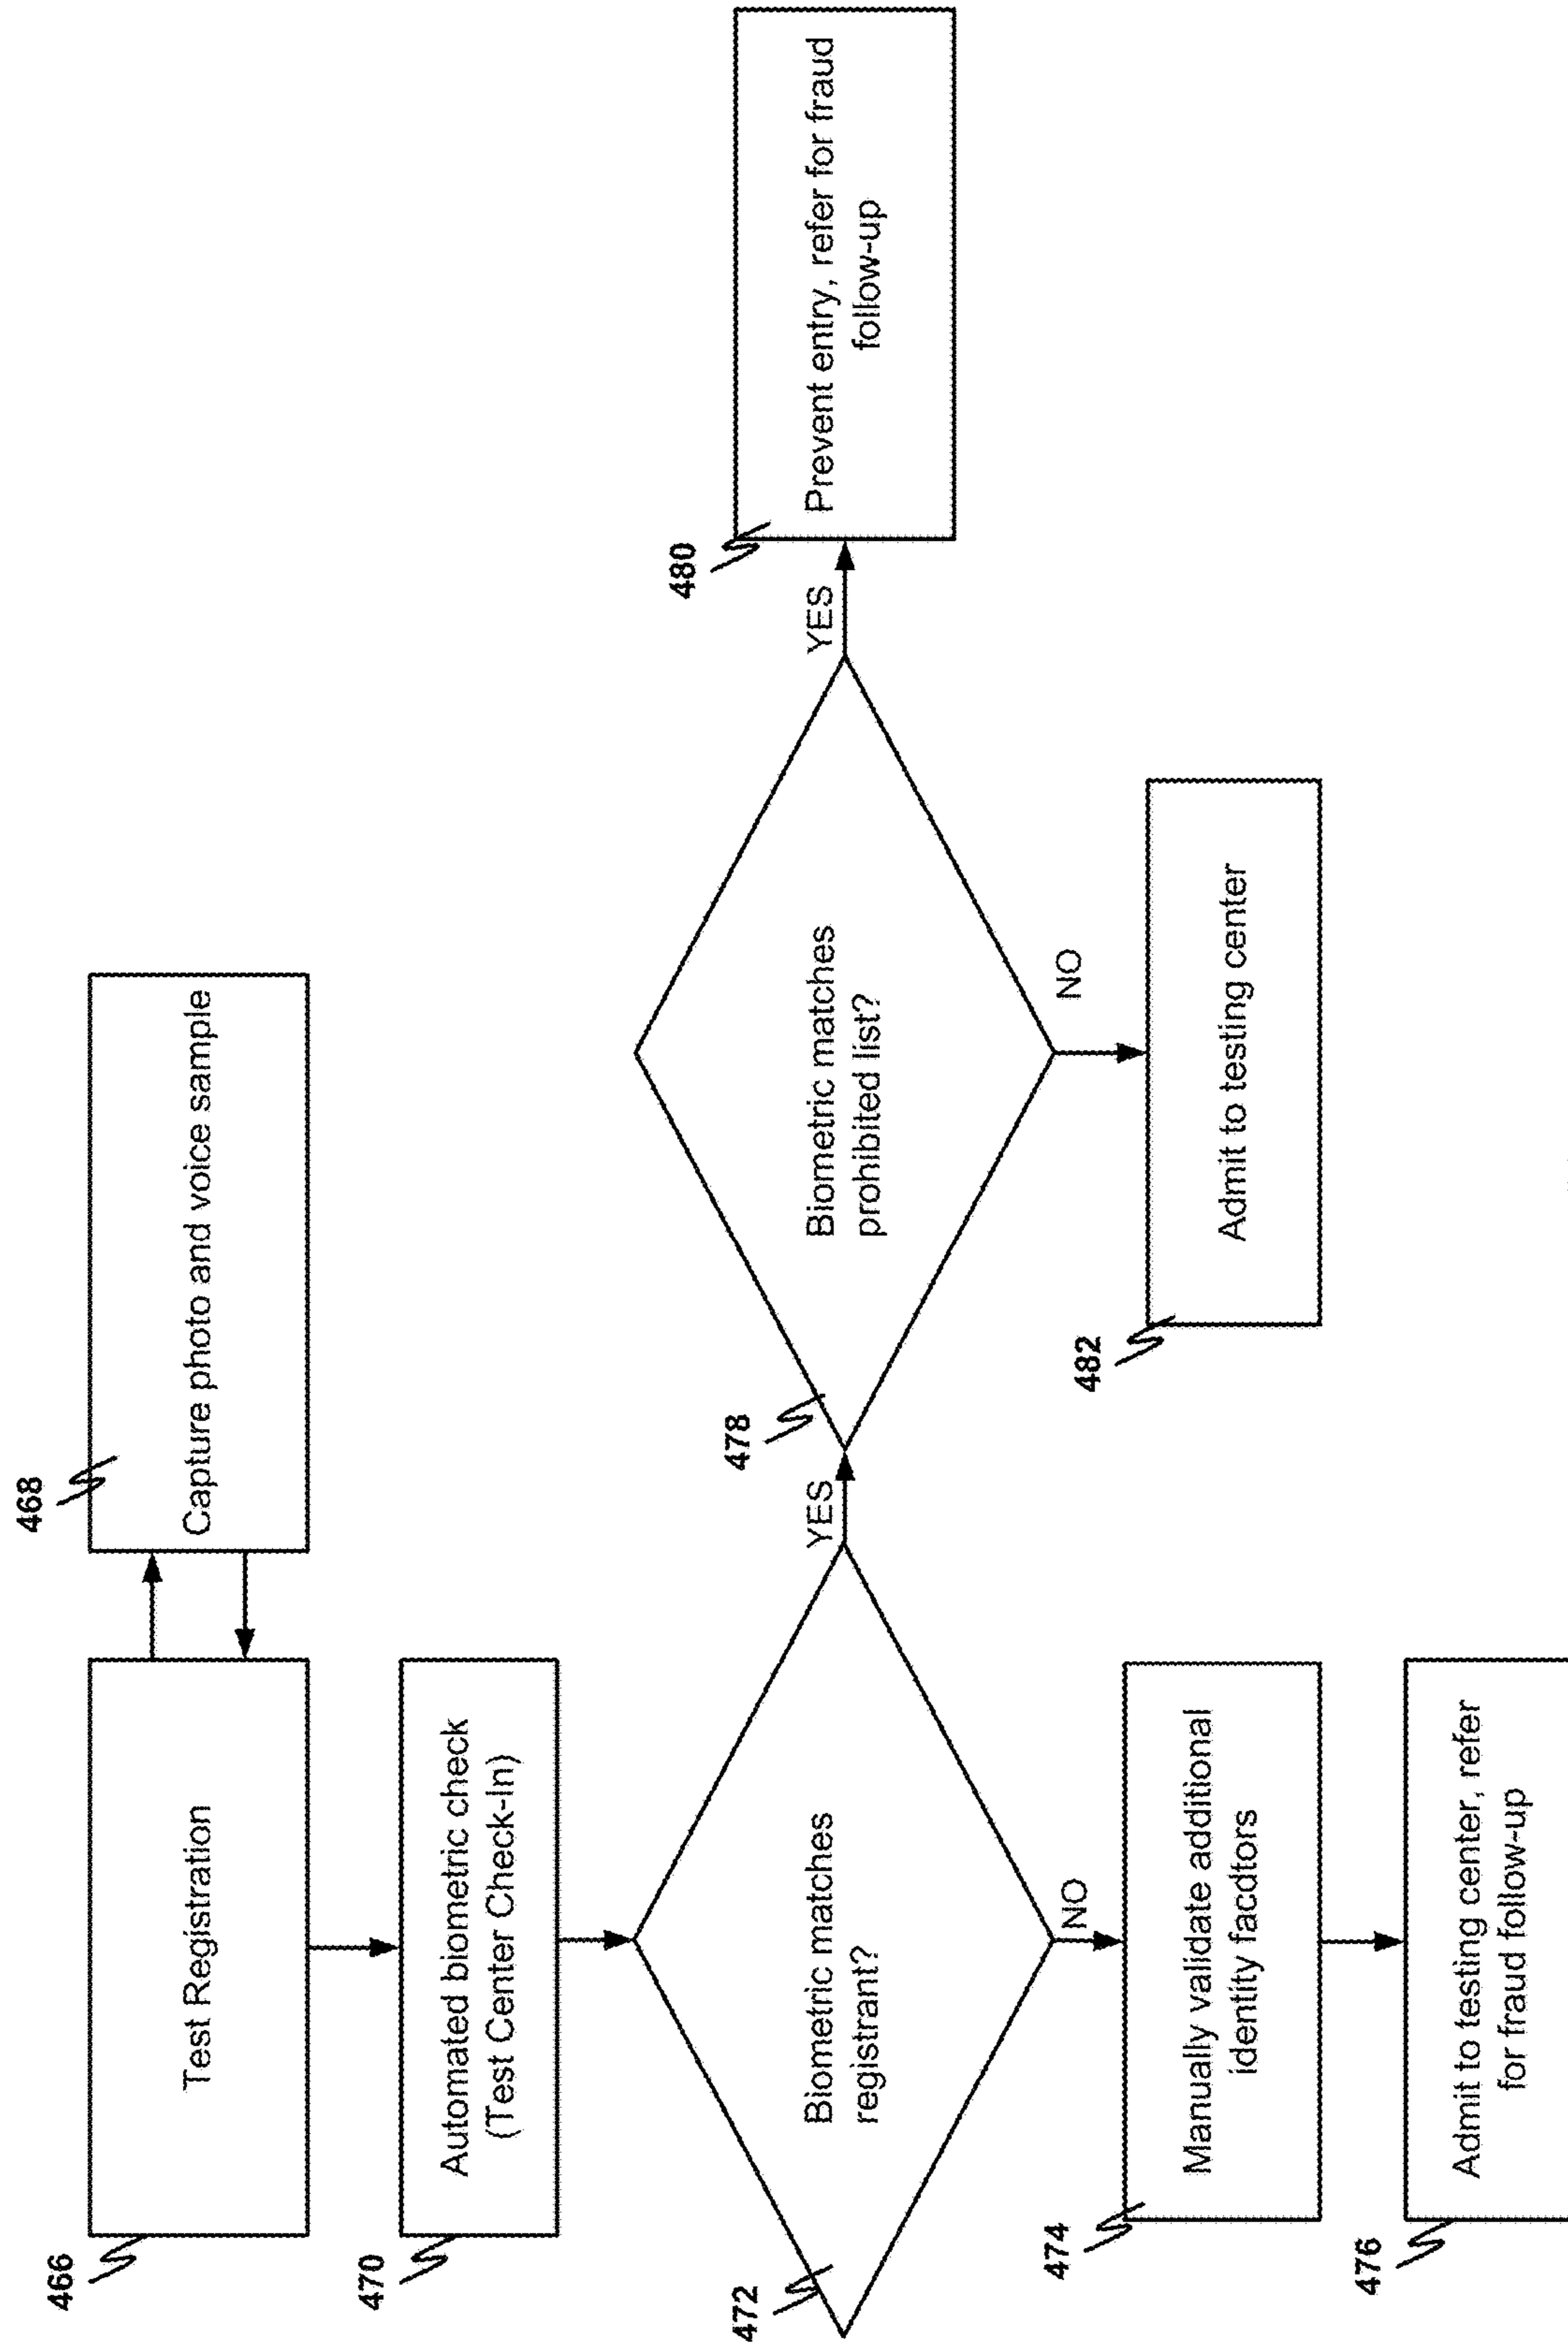 466
Test Registration
468
Capture photo and voice sample
470
Automated biometric check
(Test Center Check-In)
472
Biometric matches
registrant?
YES
NO
478
Biometric matches
prohibited list?
YES
NO
480
Prevent entry, refer for fraud
follow-up
474
Manually validate additional
identity facdtors
482
Admit to testing center
476
Admit to testing center, refer
for fraud follow-up